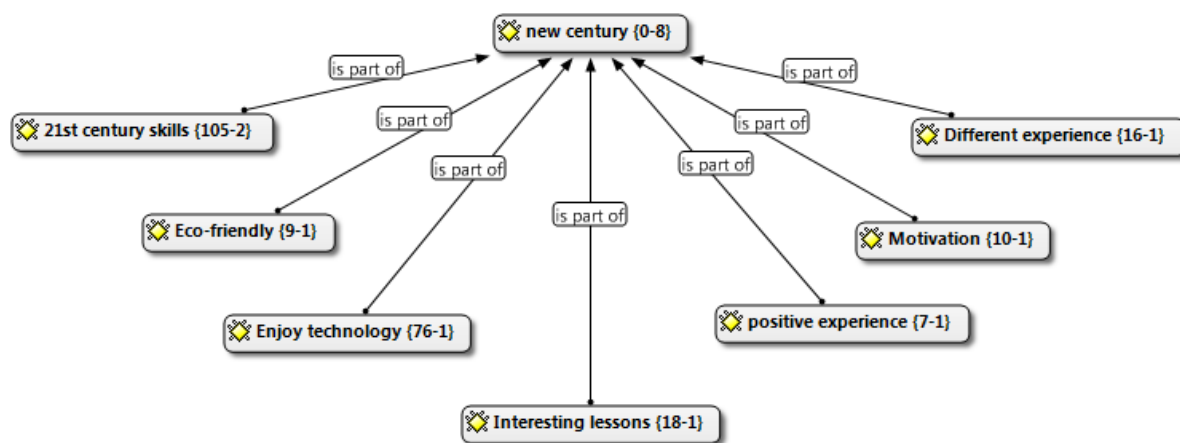 new century {0-8}
is part of
is part of
21st century skills {105-2}
is part of
is part of
Different experience {16-1}
is part of
is part of
is part of
Eco-friendly {9-1}
Motivation {10-1}
Enjoy technology {76-1}
positive experience {7-1}
Interesting lessons {18-1}